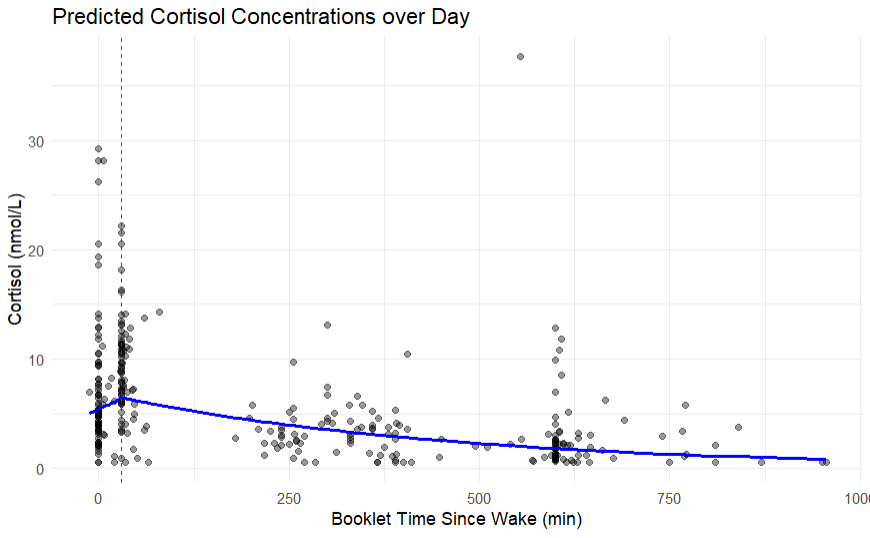 Predicted Cortisol Concentrations over Day
Cortisol (nmol/L)
30
20
10
0
0 250 500 750 1000
Booklet Time Since Wake (min)